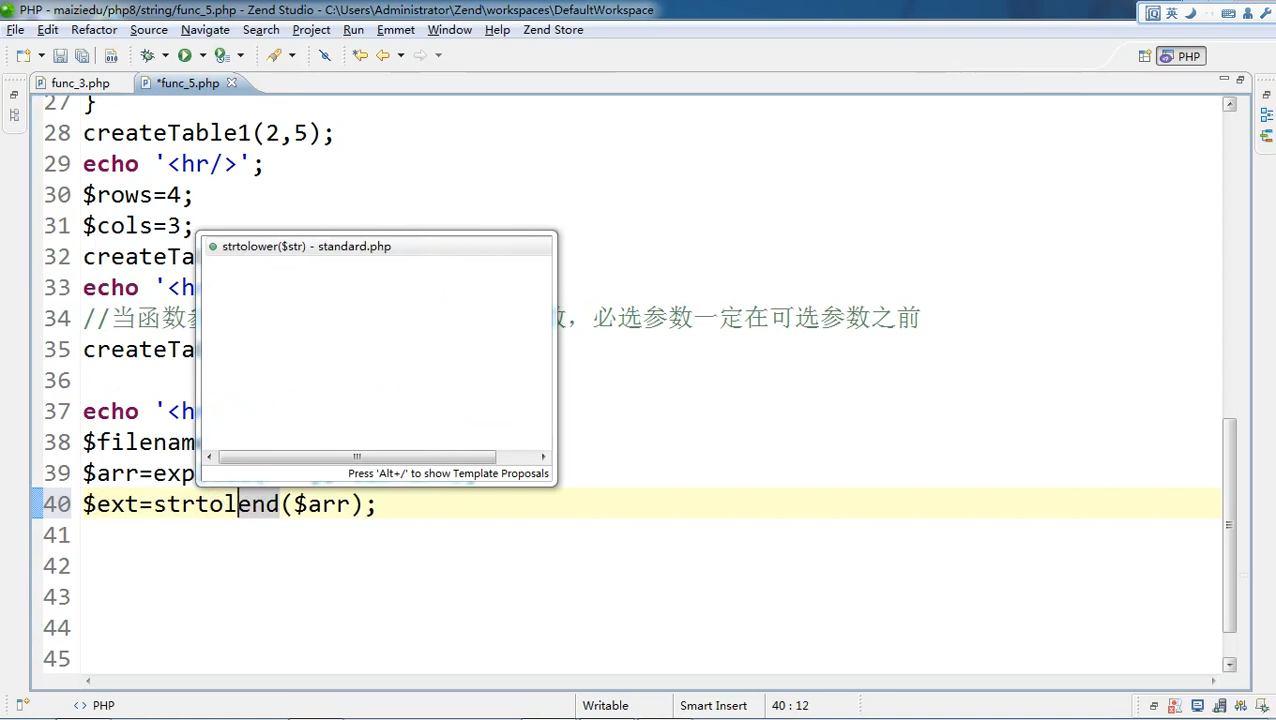 PHP - maiziedu/php8/string/func_5.php - Zend Studio - C:\Users\Administrator\Zend\workspaces\DefaultWorkspace
英
File Edit Refactor Source Navigate Search Project Run Emmet Window Help Zend Store
PHP
func_3.php *func_5.php
27 }
28 createTable1(2,5);
29 echo '<hr/>';
30 $rows=4;
31 $cols=3;
strtolower($str) - standard.php
32 createTa
33 echo '<h
34 //当函数 ,必选参数一定在可选参数之前
35 createTa
36
37 echo '<h
38 $filenam
39 $arr=exp
Press 'Alt+/' to show Template Proposals
40 $ext=strtolend($arr);
41
42
43
44
45
<> PHP Writable Smart Insert 40 : 12